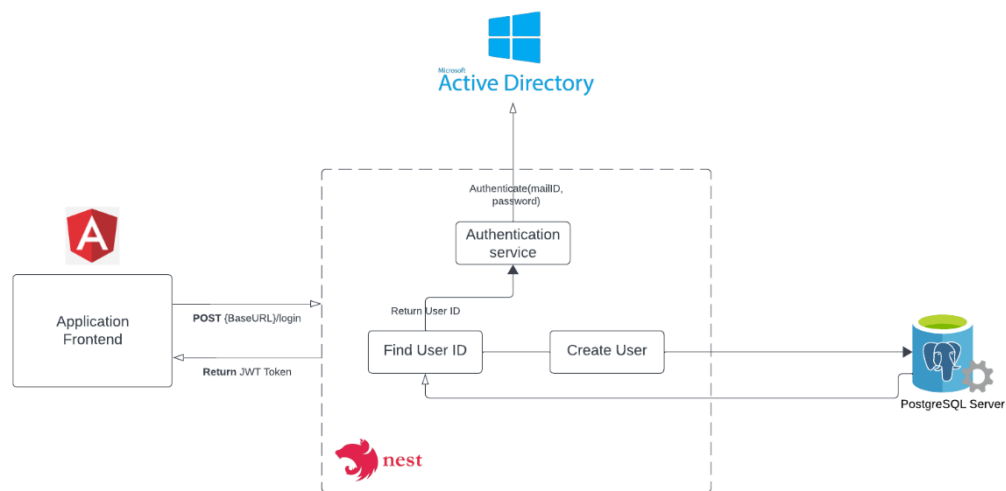 Microsoft
Active Directory
Authenticate(mailID,
password)
Authentication
service
Application
Frontend
POST {BaseURL}/login
Return JWT Token
Return User ID
Find User ID
Create User
PostgreSQL Server
nest